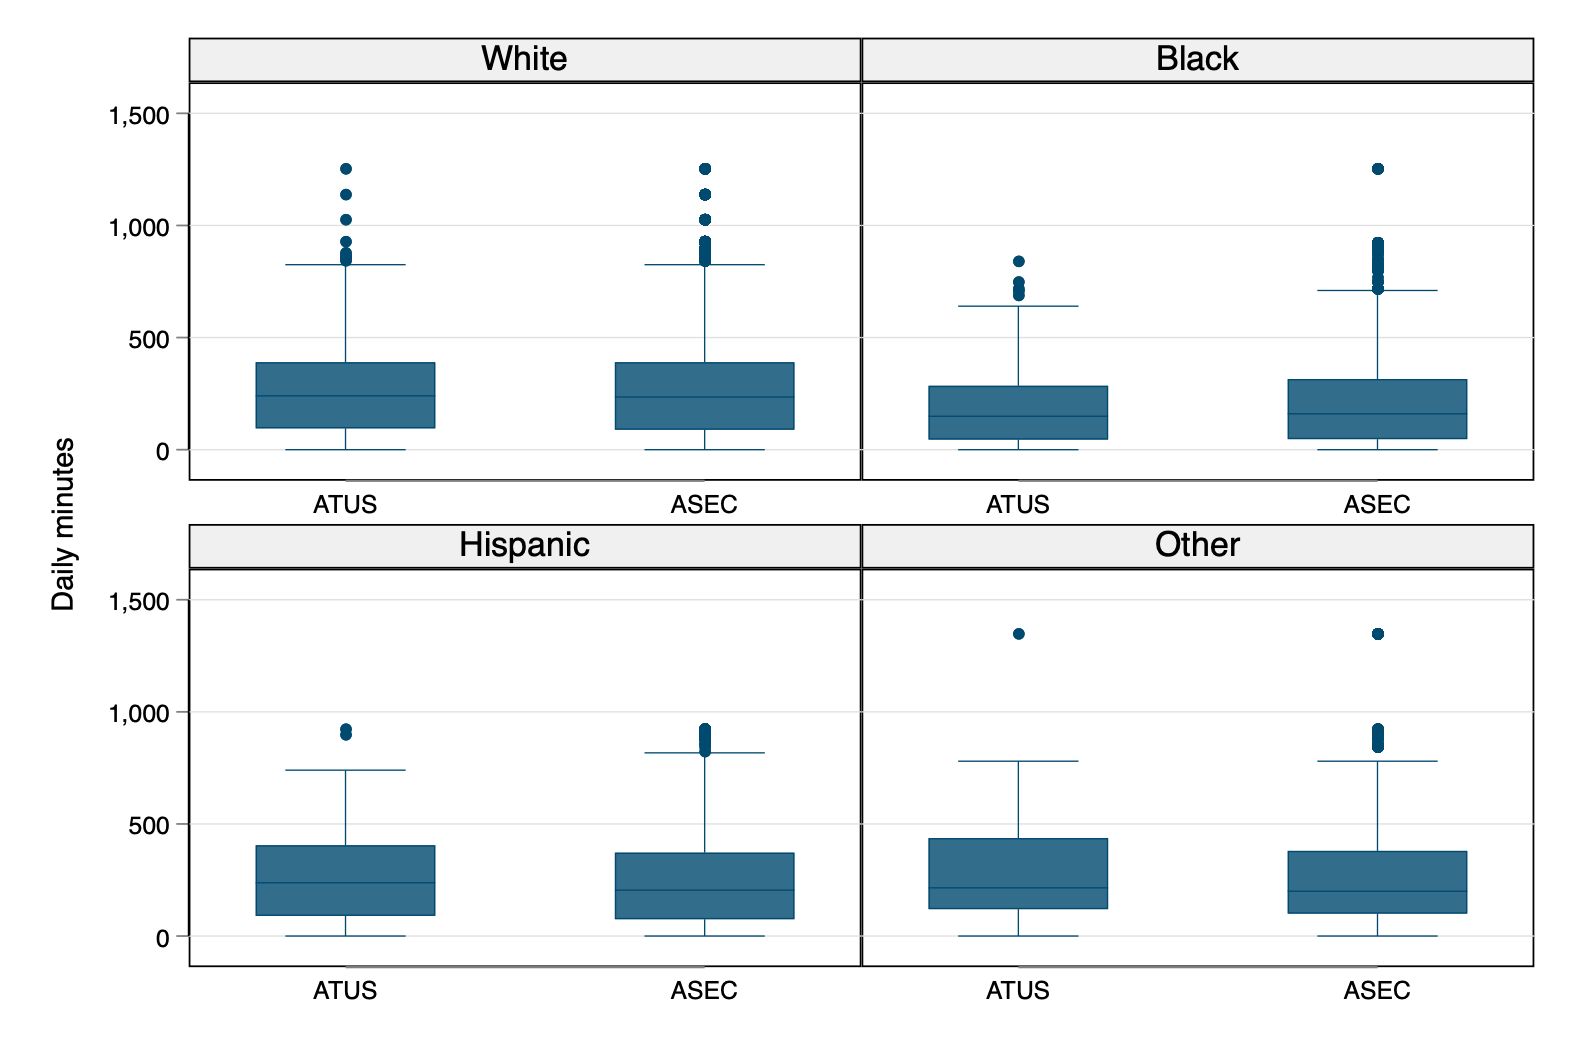 White
Black
1,500
1,000
500
0
ATUS
ASEC
ATUS
ASEC
Daily minutes
Hispanic
Other
1,500
1,000
500
0
ATUS
ASEC
ATUS
ASEC